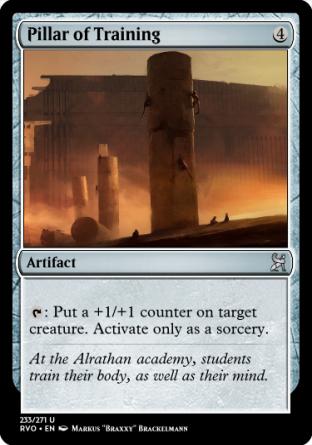 Pillar of Training 4
Artifact
: Put a +1/+1 counter on target
creature. Activate only as a sorcery.
At the Alrathan academy, students
train their body, as well as their mind.
233/271 U
RVO • EN Markus "Braxxy" Brackelmann